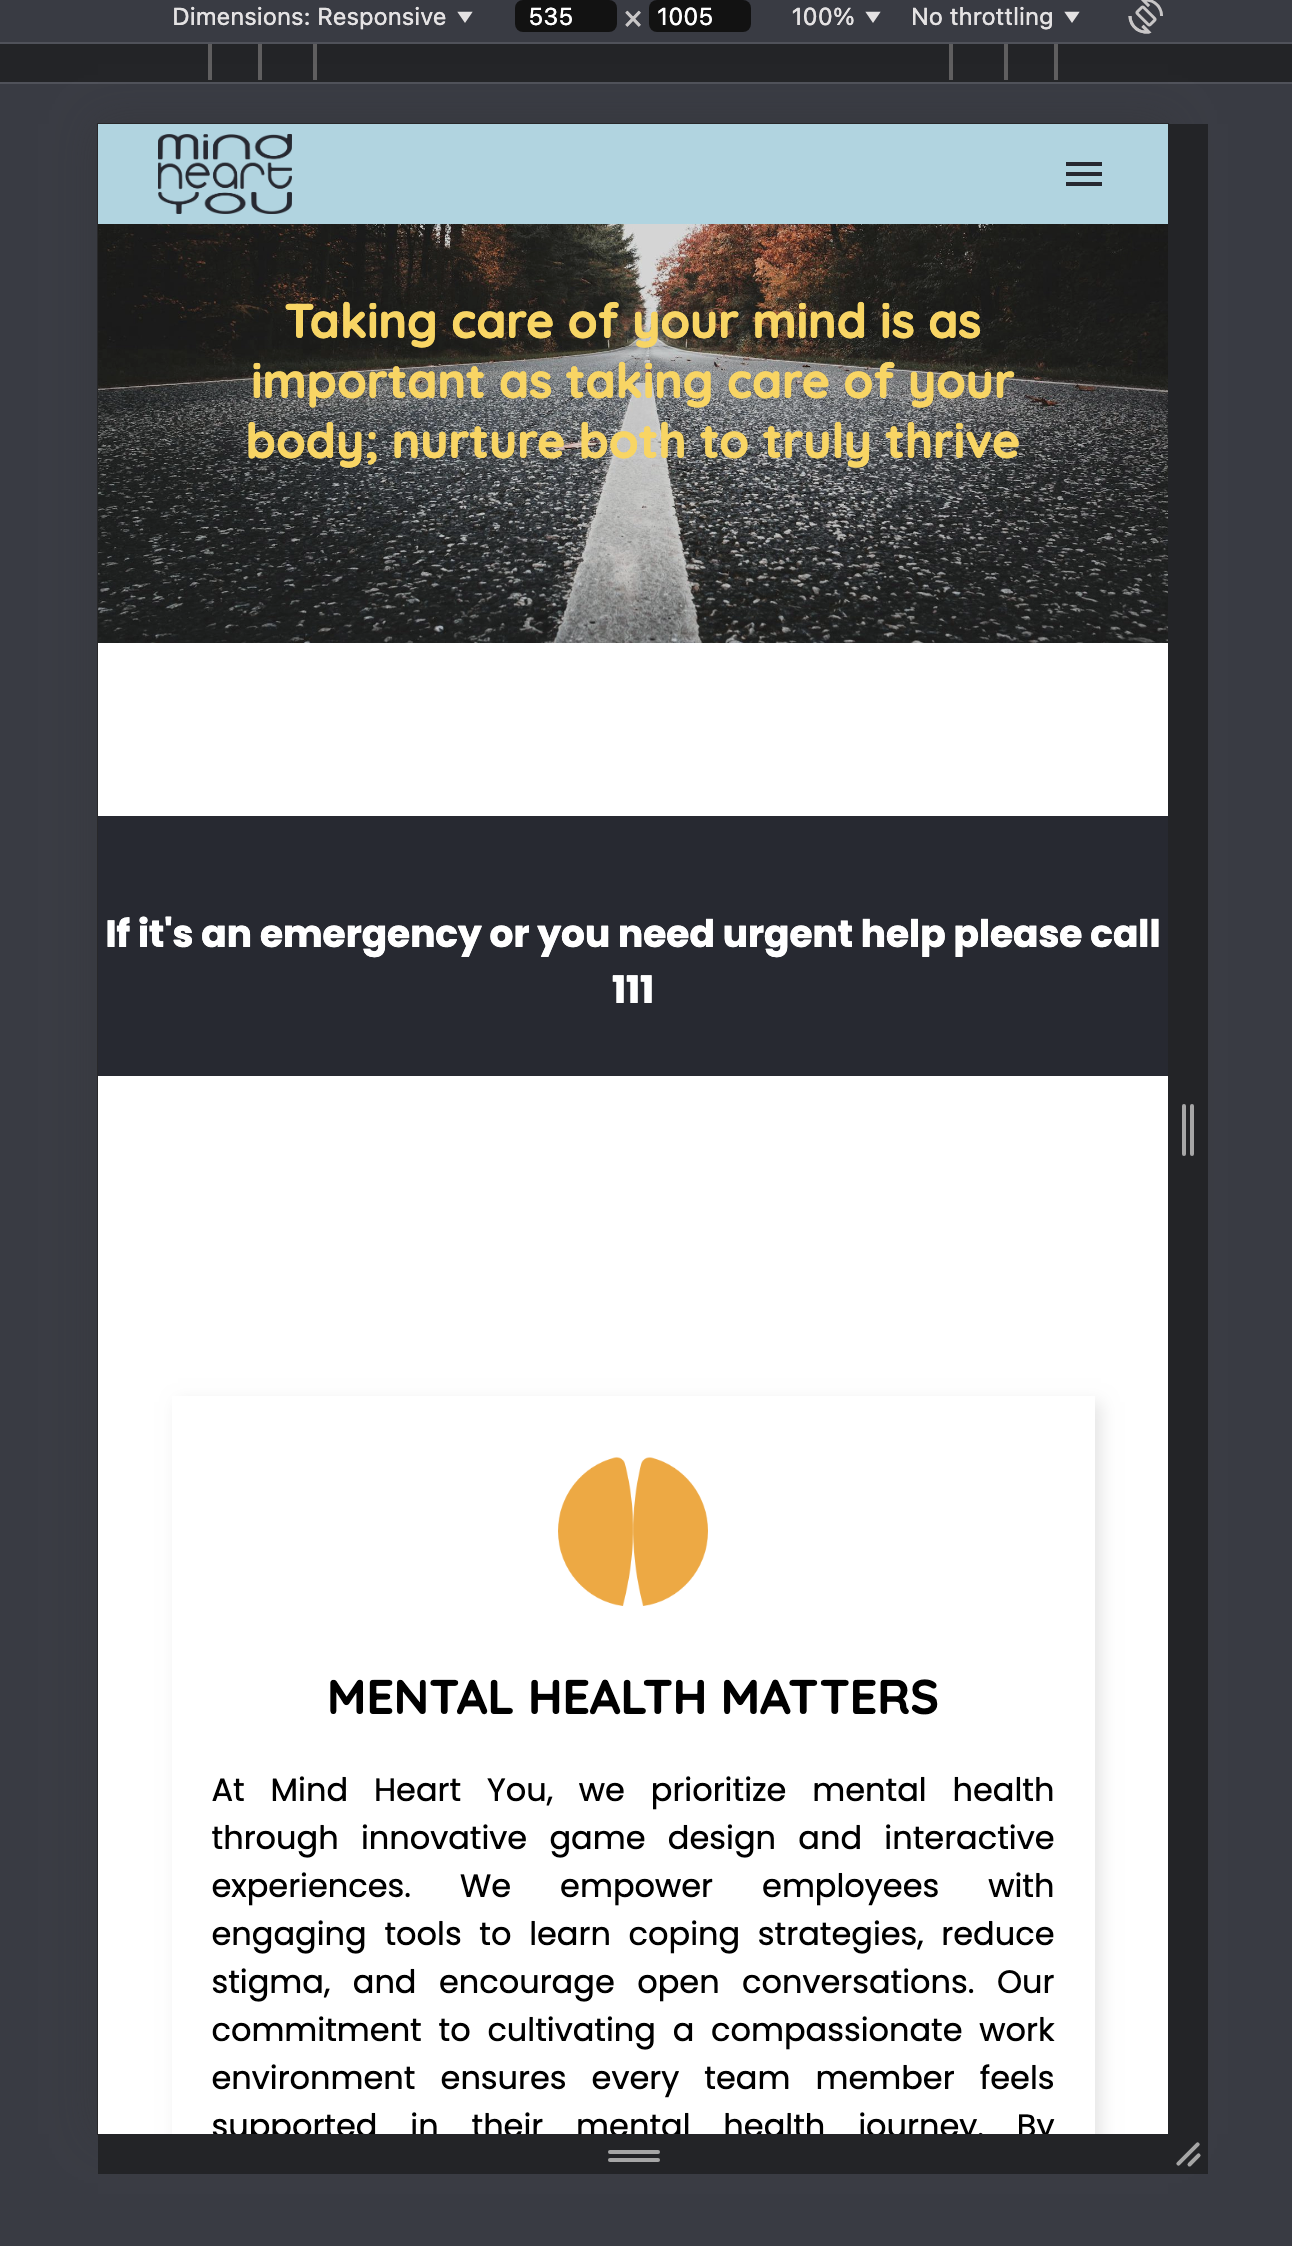 Dimensions: Responsive ▼ 535 × 1005 100% ▼ No throttling ▼
mind
heart
you
Taking care of your mind is as
important as taking care of your
body; nurture both to truly thrive
If it's an emergency or you need urgent help please call
111
MENTAL HEALTH MATTERS
At Mind Heart You, we prioritize mental health
through innovative game design and interactive
experiences. We empower employees with
engaging tools to learn coping strategies, reduce
stigma, and encourage open conversations. Our
commitment to cultivating a compassionate work
environment ensures every team member feels
supported in their mental health journey. By